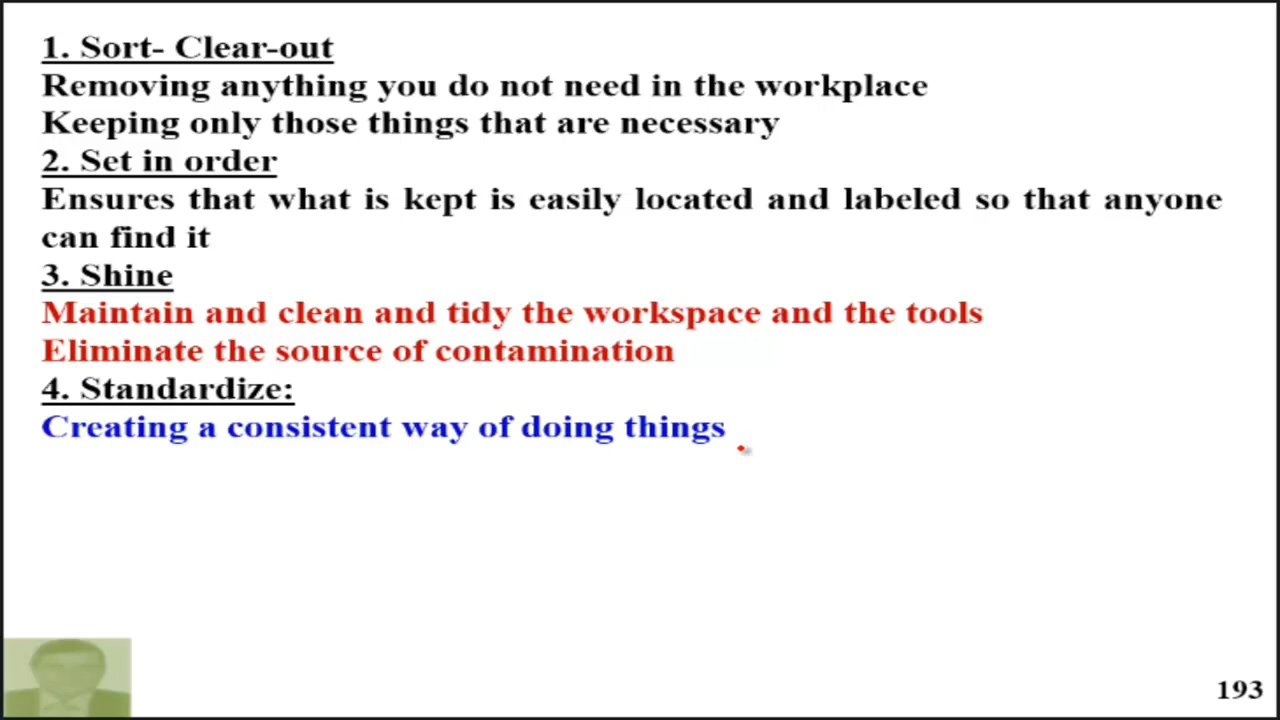 1. Sort- Clear-out
Removing anything you do not need in the workplace
Keeping only those things that are necessary
2. Set in order
Ensures that what is kept is easily located and labeled so that anyone
can find it
3. Shine
Maintain and clean and tidy the workspace and the tools
Eliminate the source of contamination
4. Standardize:
Creating a consistent way of doing things
193